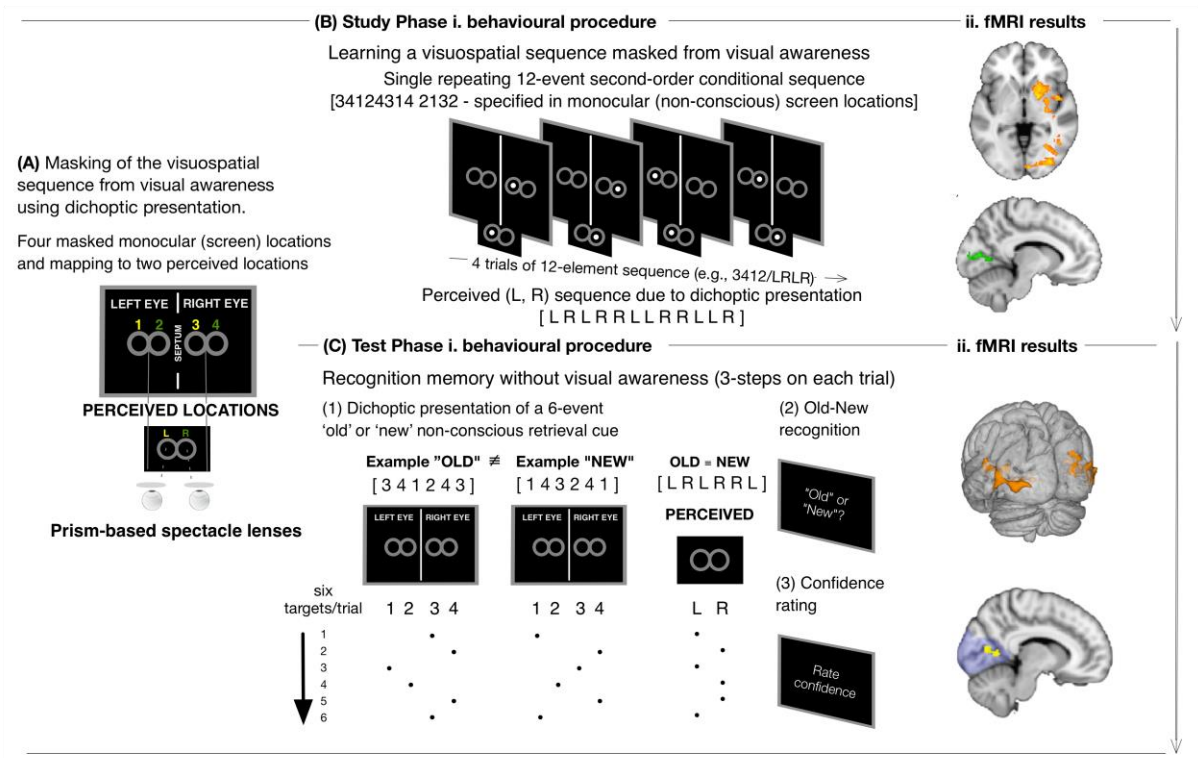 (B) Study Phase i. behavioural procedure
ii. fMRI results
Learning a visuospatial sequence masked from visual awareness
Single repeating 12-event second-order conditional sequence
[34124314 2132 - specified in monocular (non-conscious) screen locations]
(A) Masking of the visuospatial
sequence from visual awareness
using dichoptic presentation.
Four masked monocular (screen) locations
and mapping to two perceived locations
LEFT EYE RIGHT EYE
1 2 3 4
SEPTUM
PERCEIVED LOCATIONS
L R
Prism-based spectacle lenses
4 trials of 12-element sequence (e.g., 3412/LRLR)
Perceived (L, R) sequence due to dichoptic presentation
[ L R L R R L L R R L L R ]
(C) Test Phase i. behavioural procedure
ii. fMRI results
Recognition memory without visual awareness (3-steps on each trial)
(1) Dichoptic presentation of a 6-event
'old' or 'new' non-conscious retrieval cue
Example "OLD" ≢ Example "NEW"
[ 3 4 1 2 4 3 ] [ 1 4 3 2 4 1 ]
OLD = NEW
[ L R L R R L ]
PERCEIVED
LEFT EYE RIGHT EYE
LEFT EYE RIGHT EYE
six
targets/trial
1 2 3 4
1 2 3 4
L R
1
2
3
4
5
6
(2) Old-New
recognition
"Old" or
"New"?
(3) Confidence
rating
Rate
confidence